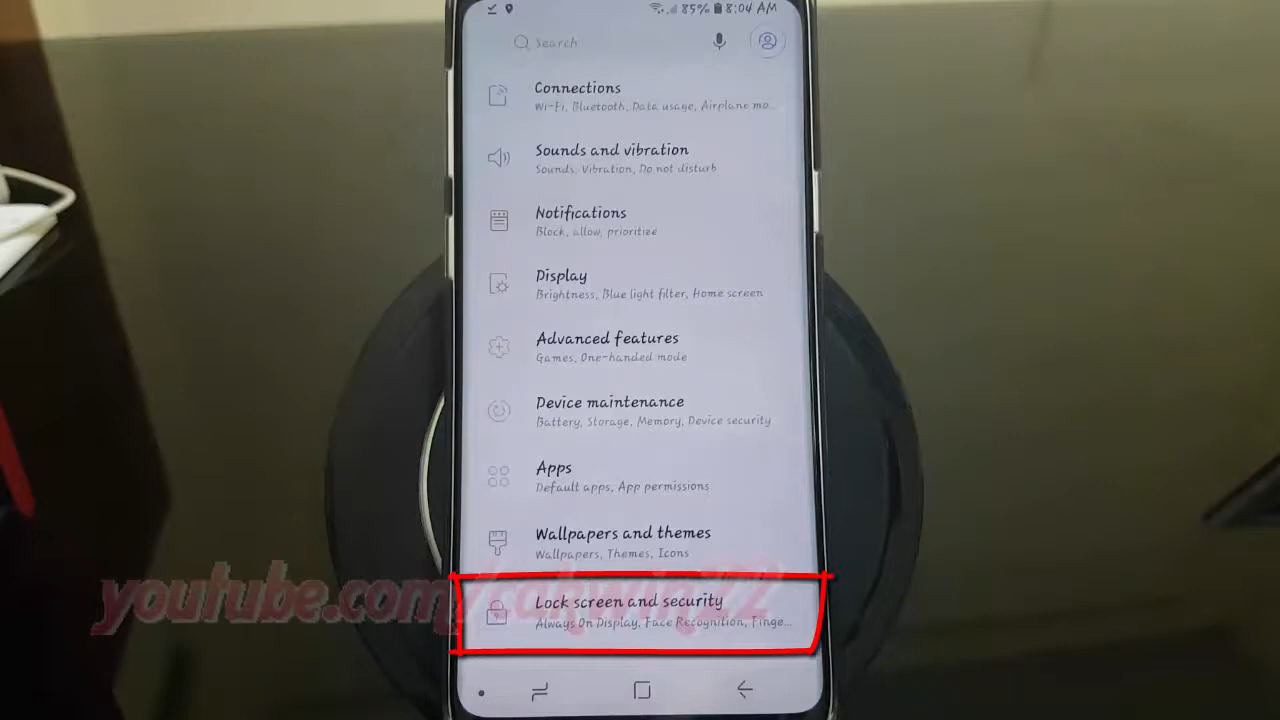 85% 8:04 AM
Search
Connections
Wi-Fi, Bluetooth, Data usage, Airplane mo...
Sounds and vibration
Sounds, Vibration, Do not disturb
Notifications
Block, allow, prioritize
Display
Brightness, Blue light filter, Home screen
Advanced features
Games, One-handed mode
Device maintenance
Battery, Storage, Memory, Device security
Apps
Default apps, App permissions
Wallpapers and themes
Wallpapers, Themes, Icons
Lock screen and security
Always On Display, Face Recognition, Finge...
youtube.com/